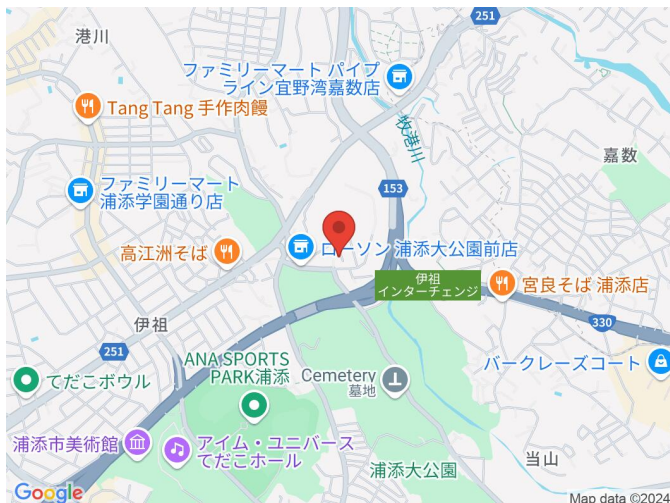 251
港川
ファミリーマート パイプ
ライン宜野湾嘉数店
Tang Tang 手作肉饅
牧港川
嘉数
153
ファミリーマート
浦添学園通り店
高江洲そば
ローソン 浦添大公園前店
伊祖
インターチェンジ
宮良そば 浦添店
伊祖
330
251
ANA SPORTS
PARK浦添
バークレーズコート
てだこボウル
Cemetery
墓地
浦添市美術館
アイム・ユニバース
てだこホール
当山
浦添大公園
Google
Map data ©2024